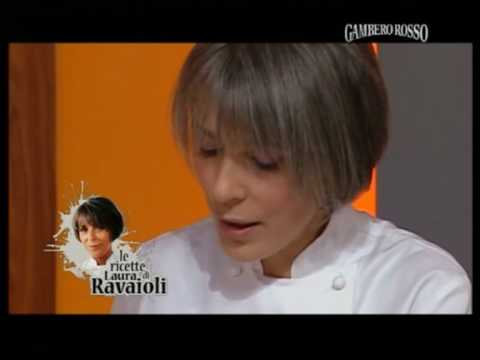 GAMBERO ROSSO
le
ricette
Laura di
Ravaioli